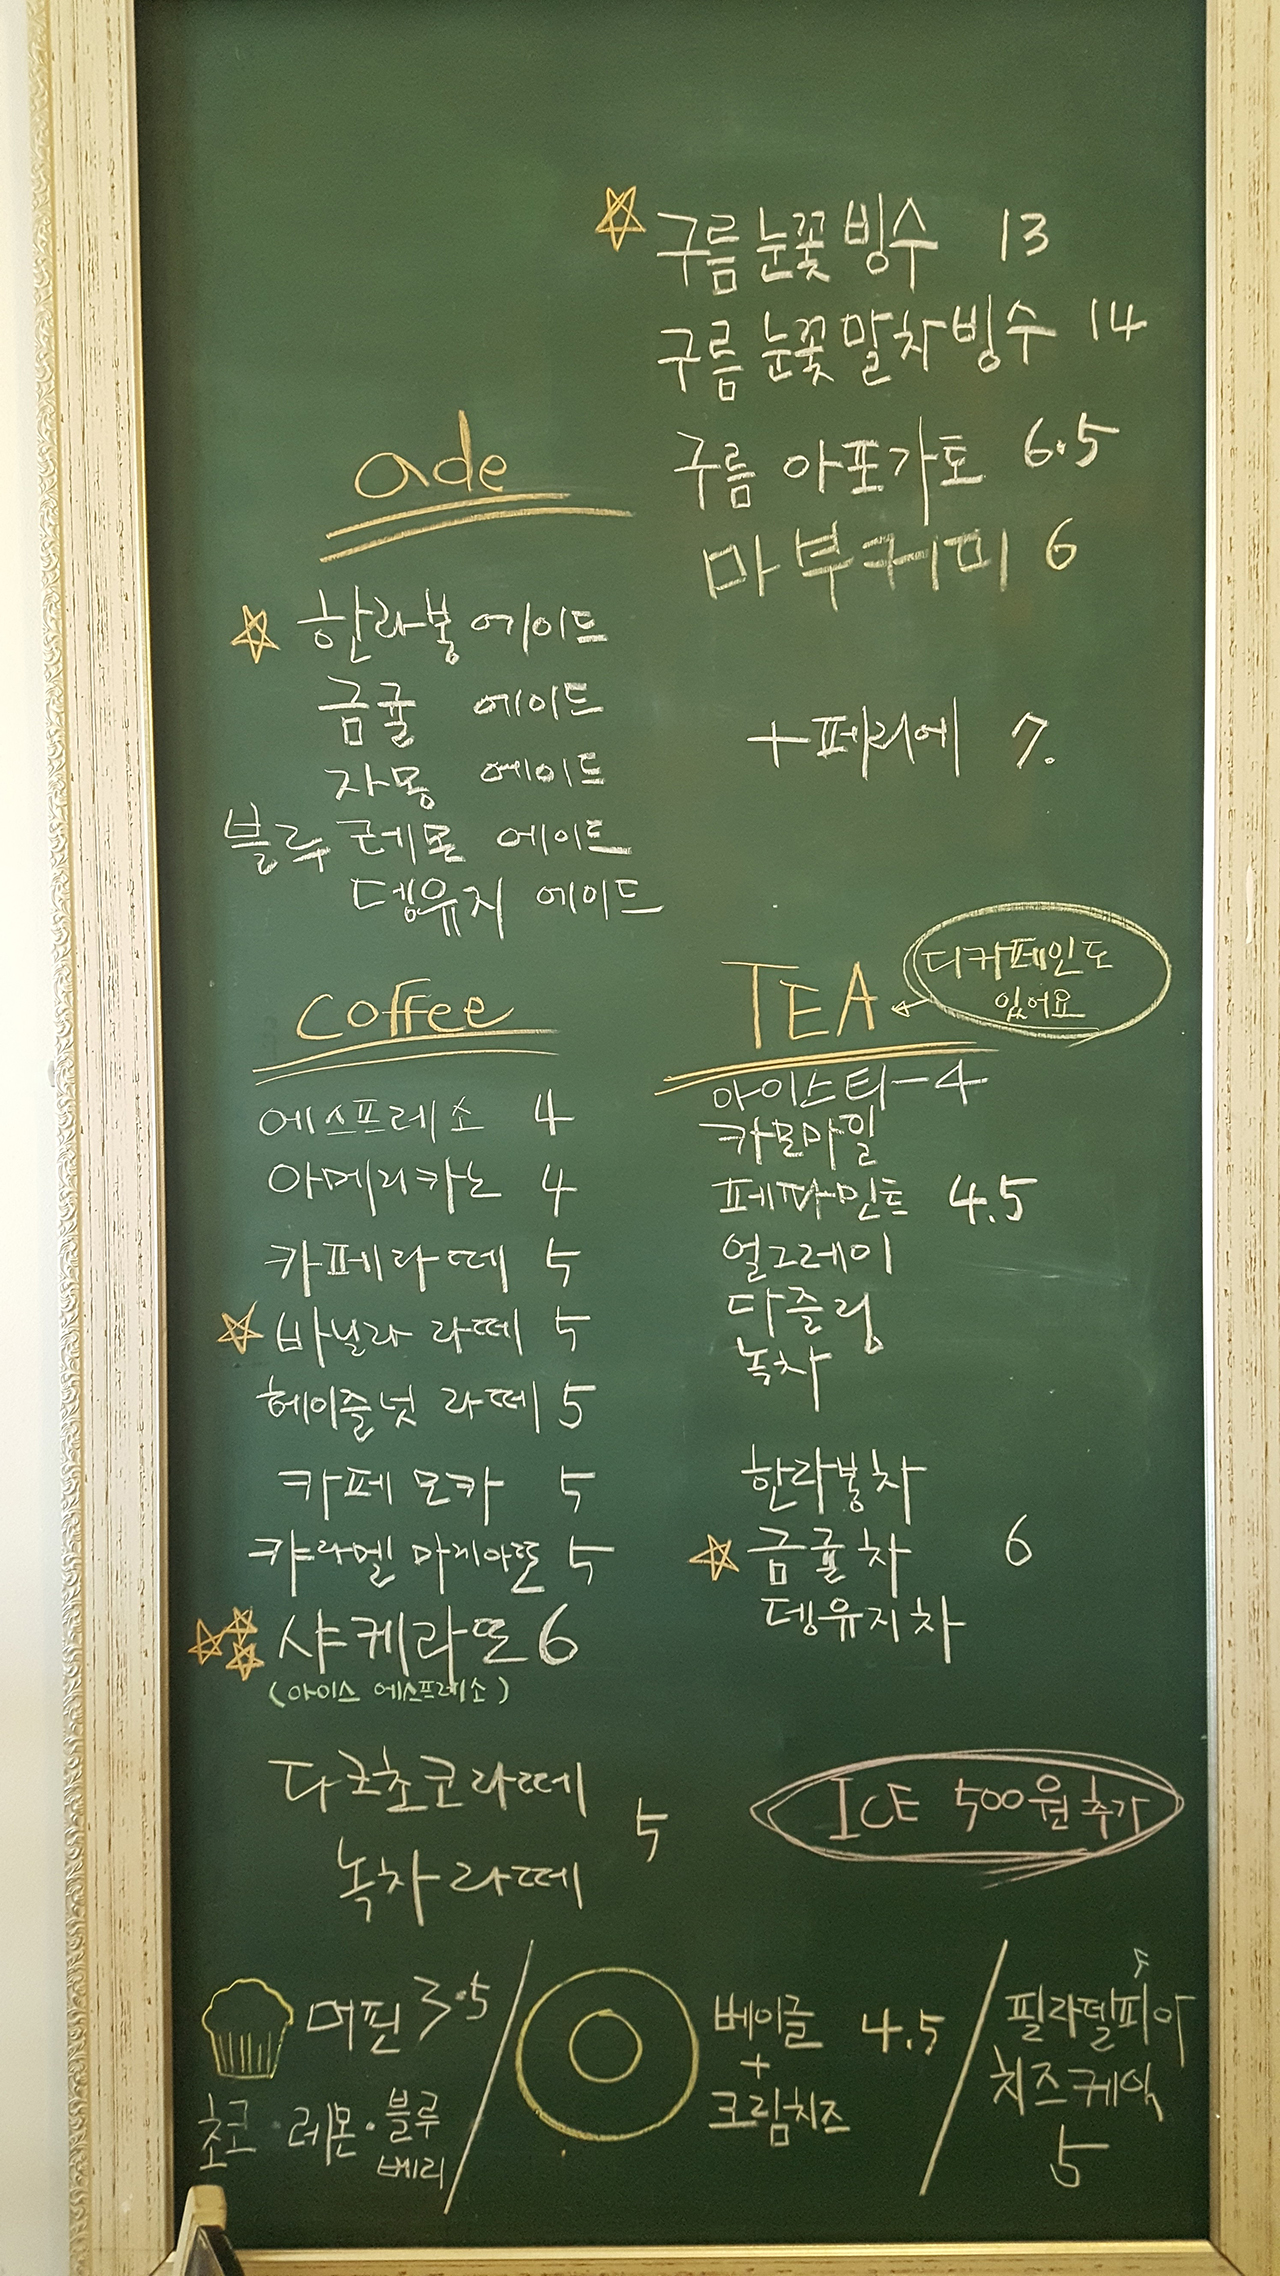 ☆ 구름눈꽃빙수 13
구름눈꽃말차빙수 14
구름 아포가토 6.5
마부커피 6
ade
☆ 한라봉에이드
금귤 에이드
자몽 에이드
블루레몬 에이드
뎅유지 에이드
+페리에 7.
coffee
에스프레소 4
아메리카노 4
카페라떼 5
☆ 바닐라 라떼 5
헤이즐넛 라떼 5
카페모카 5
캬라멜 마끼아또 5
☆☆☆ 샤케라또 6
(아이스 에스프레소)
다크초코라떼
녹차라떼
5
TEA
디카페인도
있어요
아이스티-4
카모마일
페파민트 4.5
얼그레이
다즐링
녹차
한라봉차
☆ 금귤차 6
뎅유지차
ICE 500원 추가
머핀 3.5
초코·레몬·블루
베리
베이글 4.5
+
크림치즈
필라델피아
치즈케익
5